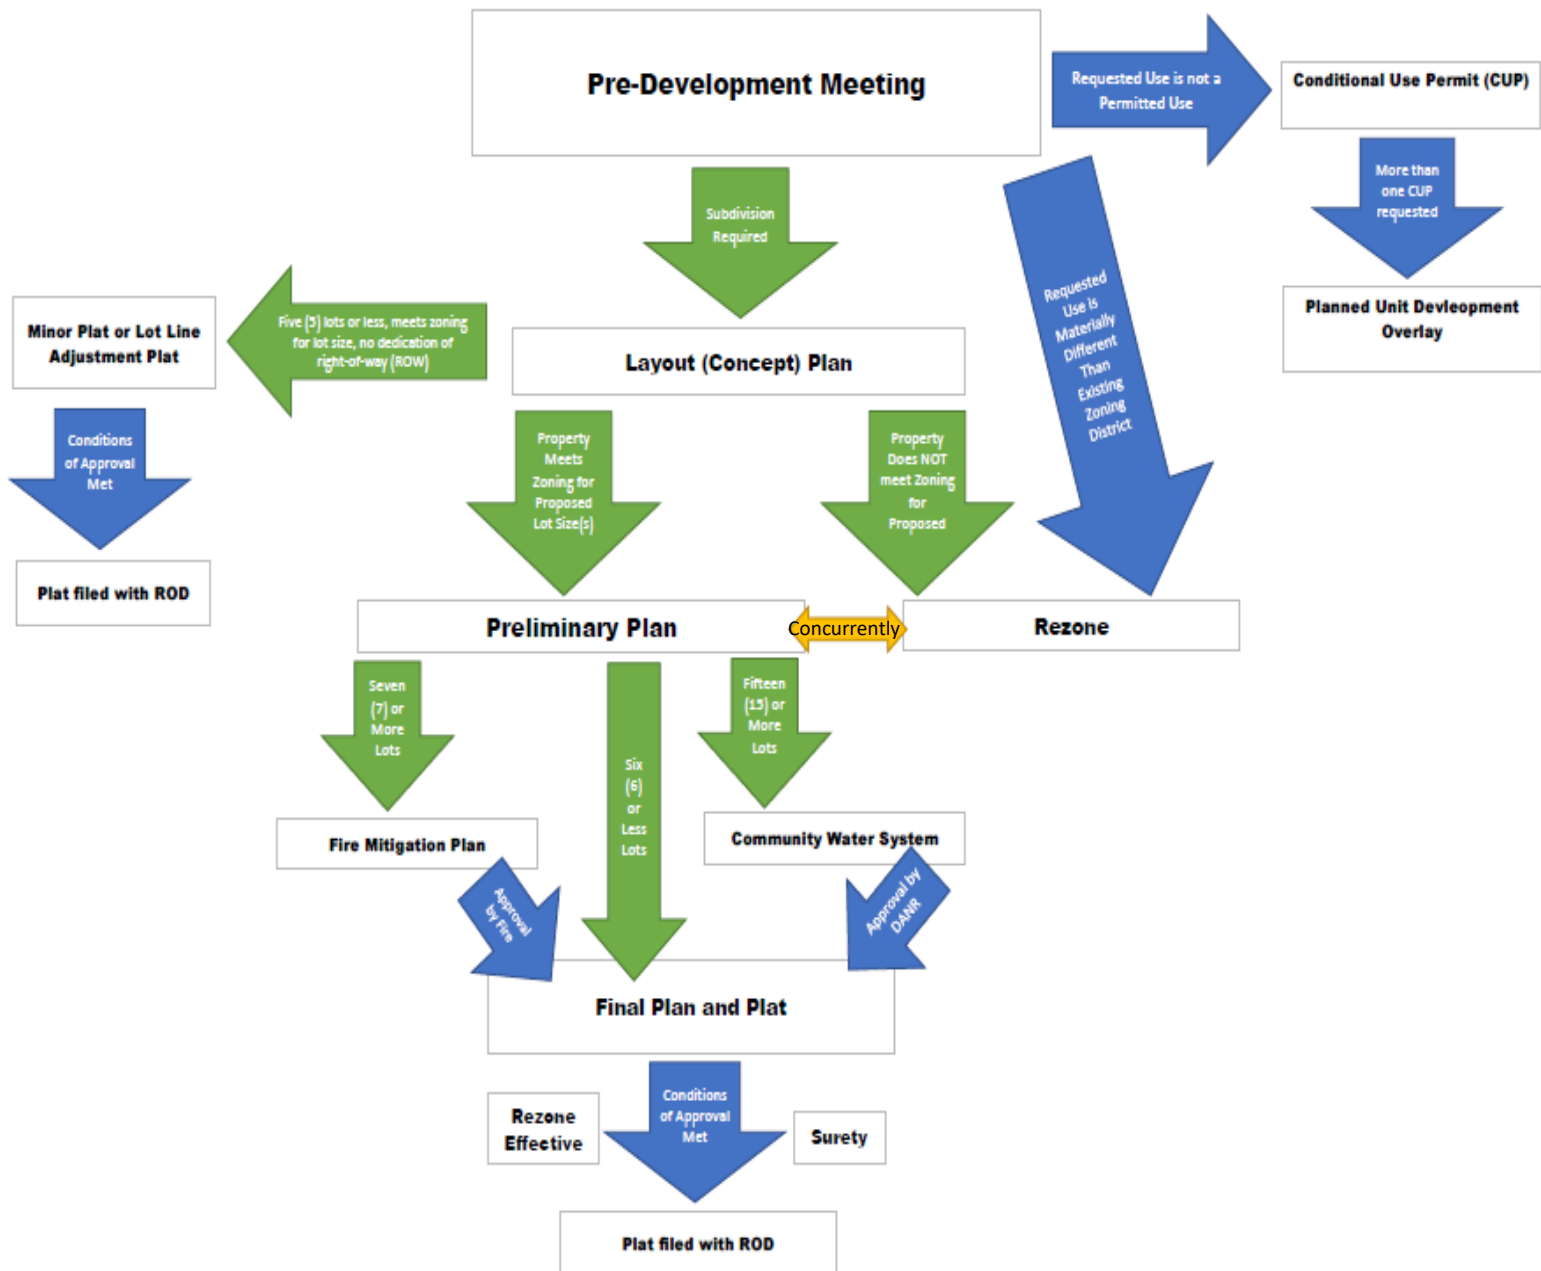 Pre-Development Meeting
Requested Use is not a
Permitted Use
Conditional Use Permit (CUP)
More than
one CUP
requested
Planned Unit Devleopment
Overlay
Subdivision
Required
Requested
Use is
Materially
Different
Than
Existing
Zoning
District
Five (5) lots or less, meets zoning
for lot size, no dedication of
right-of-way (ROW)
Minor Plat or Lot Line
Adjustment Plat
Layout (Concept) Plan
Conditions
of Approval
Met
Plat filed with ROD
Property
Meets
Zoning for
Proposed
Lot Size(s)
Property
Does NOT
meet Zoning
for
Proposed
Preliminary Plan
Concurrently
Rezone
Seven
(7) or
More
Lots
Six
(6)
or
Less
Lots
Fifteen
(15) or
More
Lots
Fire Mitigation Plan
Community Water System
Approval
by Fire
Approval by
DANR
Final Plan and Plat
Rezone
Effective
Conditions
of Approval
Met
Surety
Plat filed with ROD